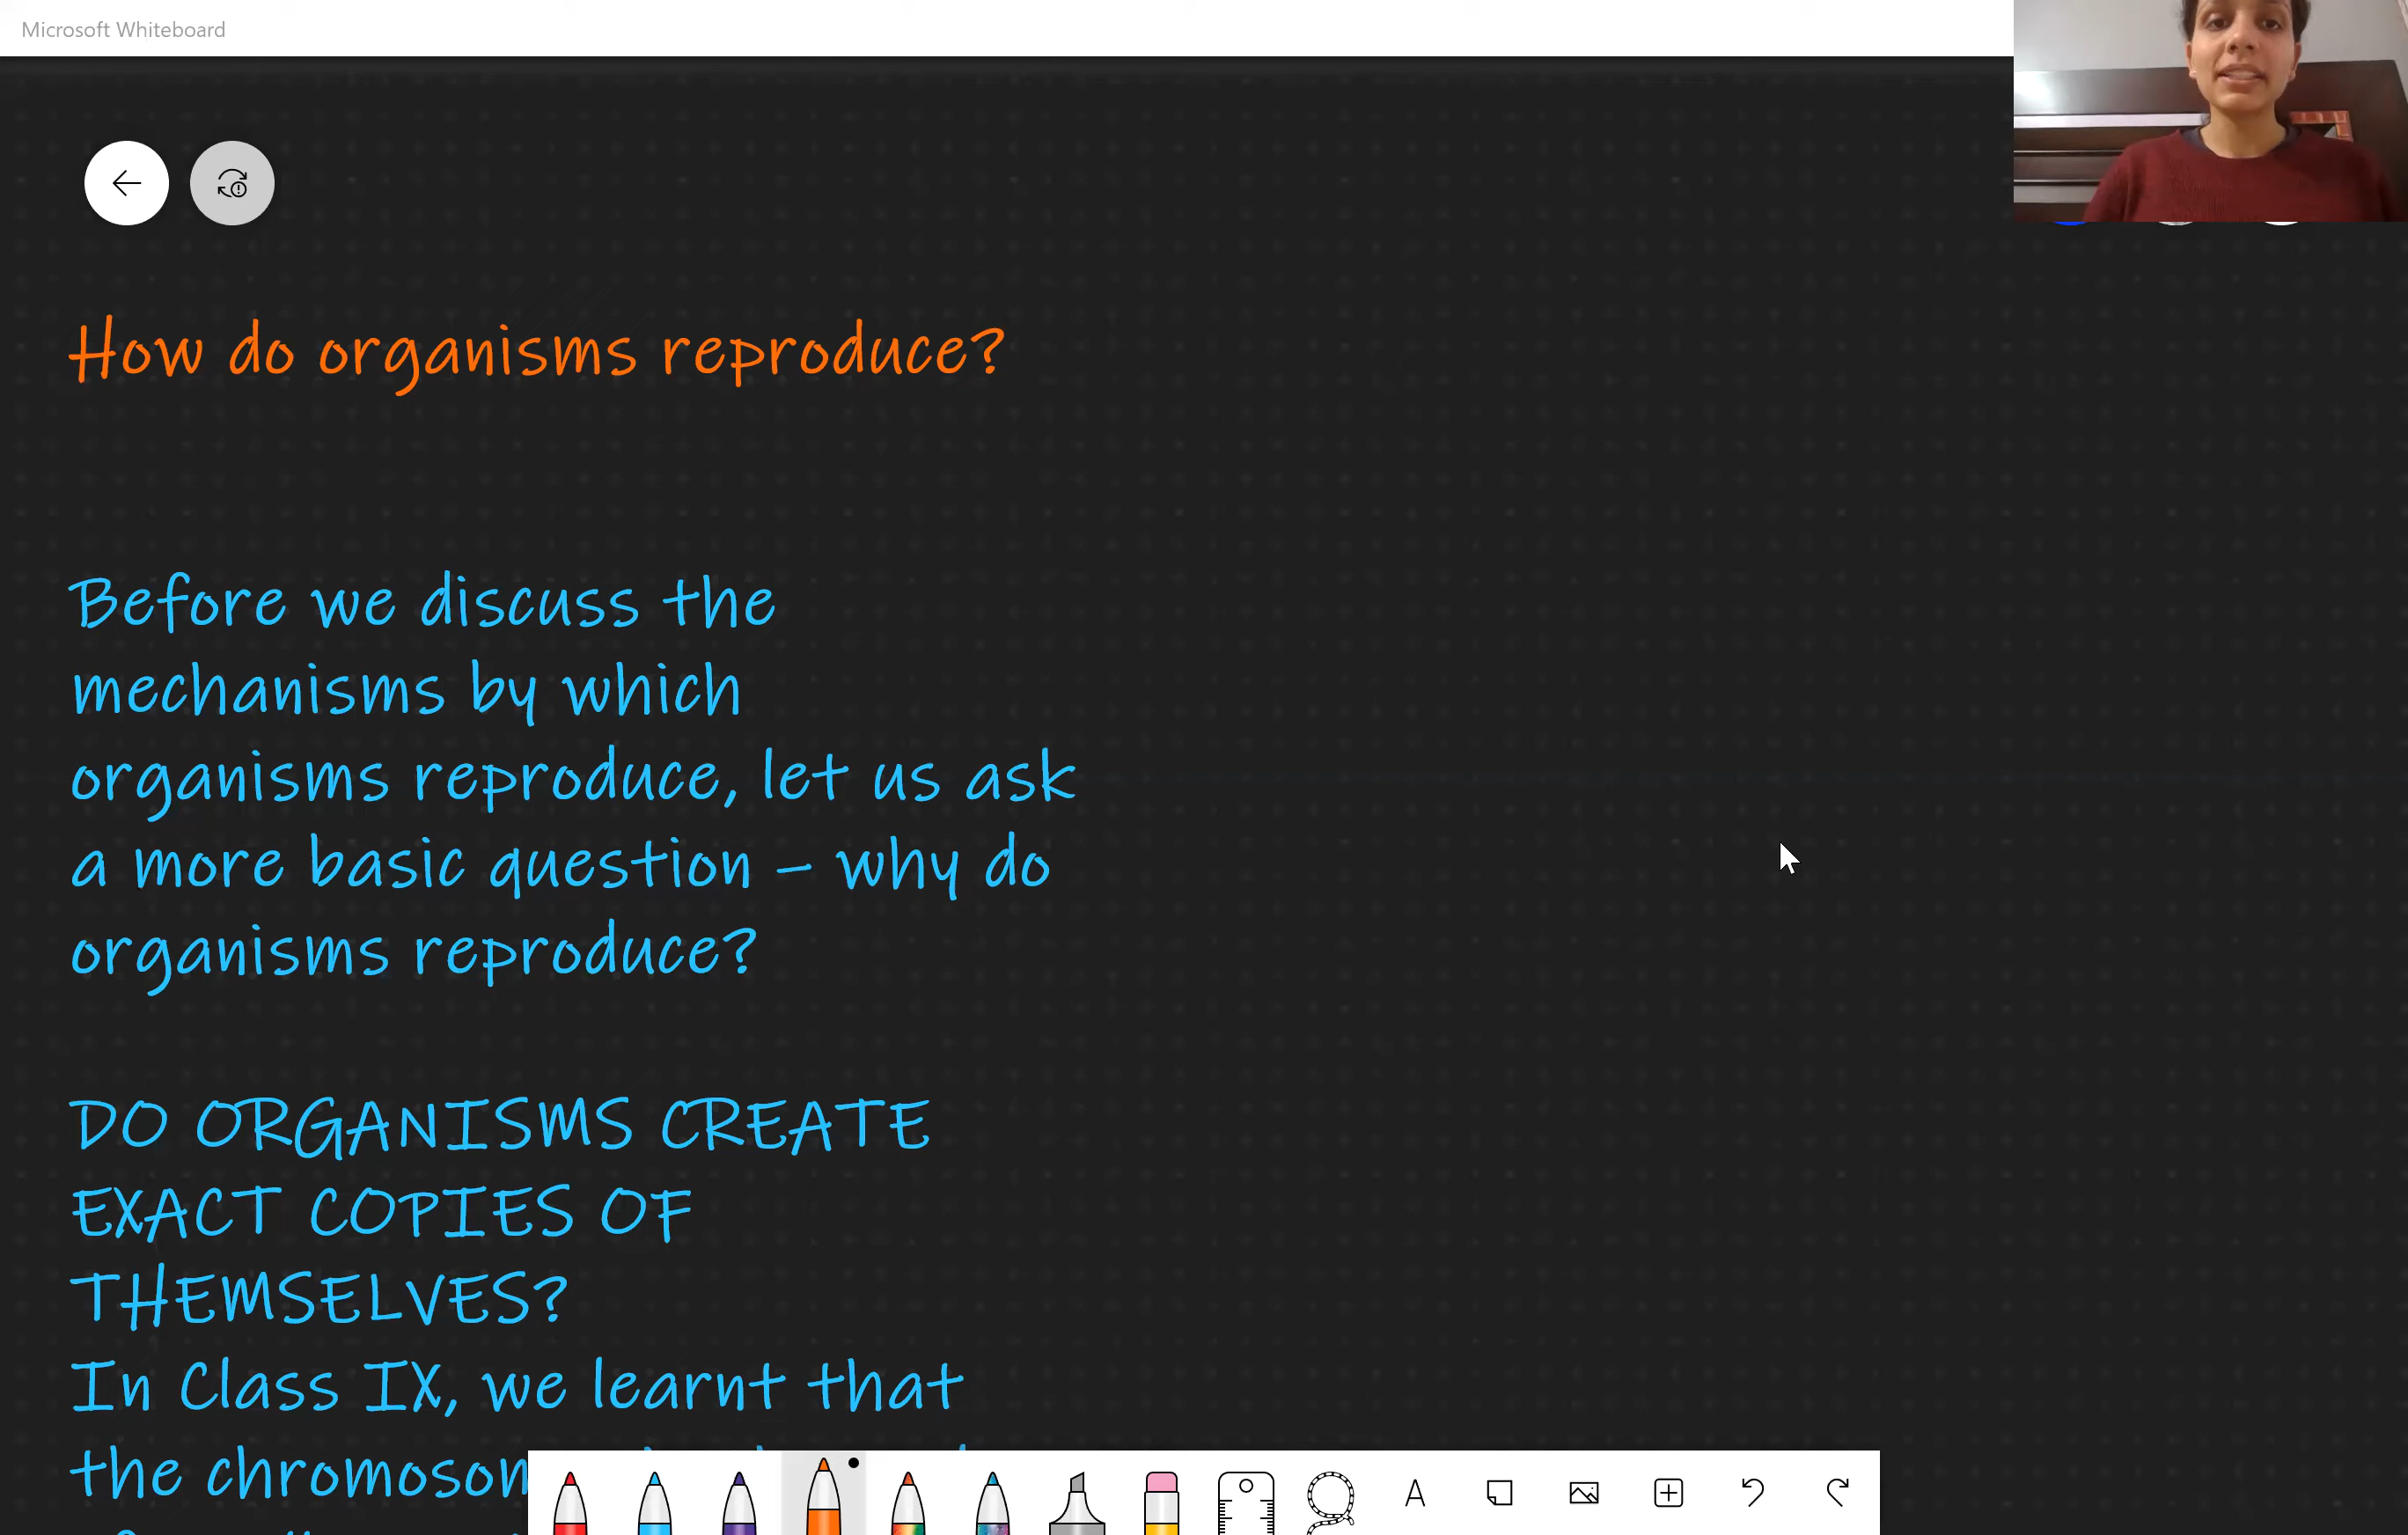 Microsoft Whiteboard
How do organisms reproduce?
Before we discuss the
mechanisms by which
organisms reproduce, let us ask
a more basic question – why do
organisms reproduce?
DO ORGANISMS CREATE
EXACT COPIES OF
THEMSELVES?
In Class IX, we learnt that
the
A